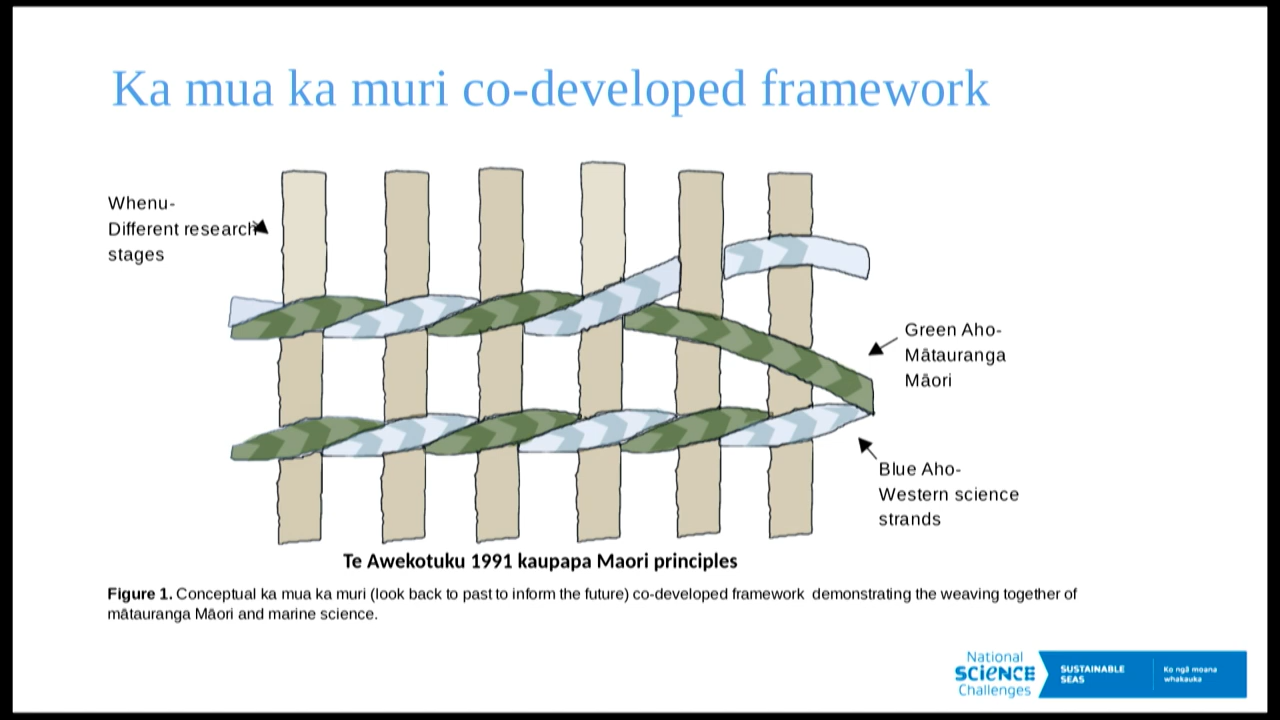 Ka mua ka muri co-developed framework
Whenu-
Different research
stages
Green Aho-
Mātauranga
Māori
Blue Aho-
Western science
strands
Te Awekotuku 1991 kaupapa Maori principles
Figure 1. Conceptual ka mua ka muri (look back to past to inform the future) co-developed framework demonstrating the weaving together of
mātauranga Māori and marine science.
National
SCIENCE
Challenges
SUSTAINABLE
SEAS
Ko ngā moana
whakauka